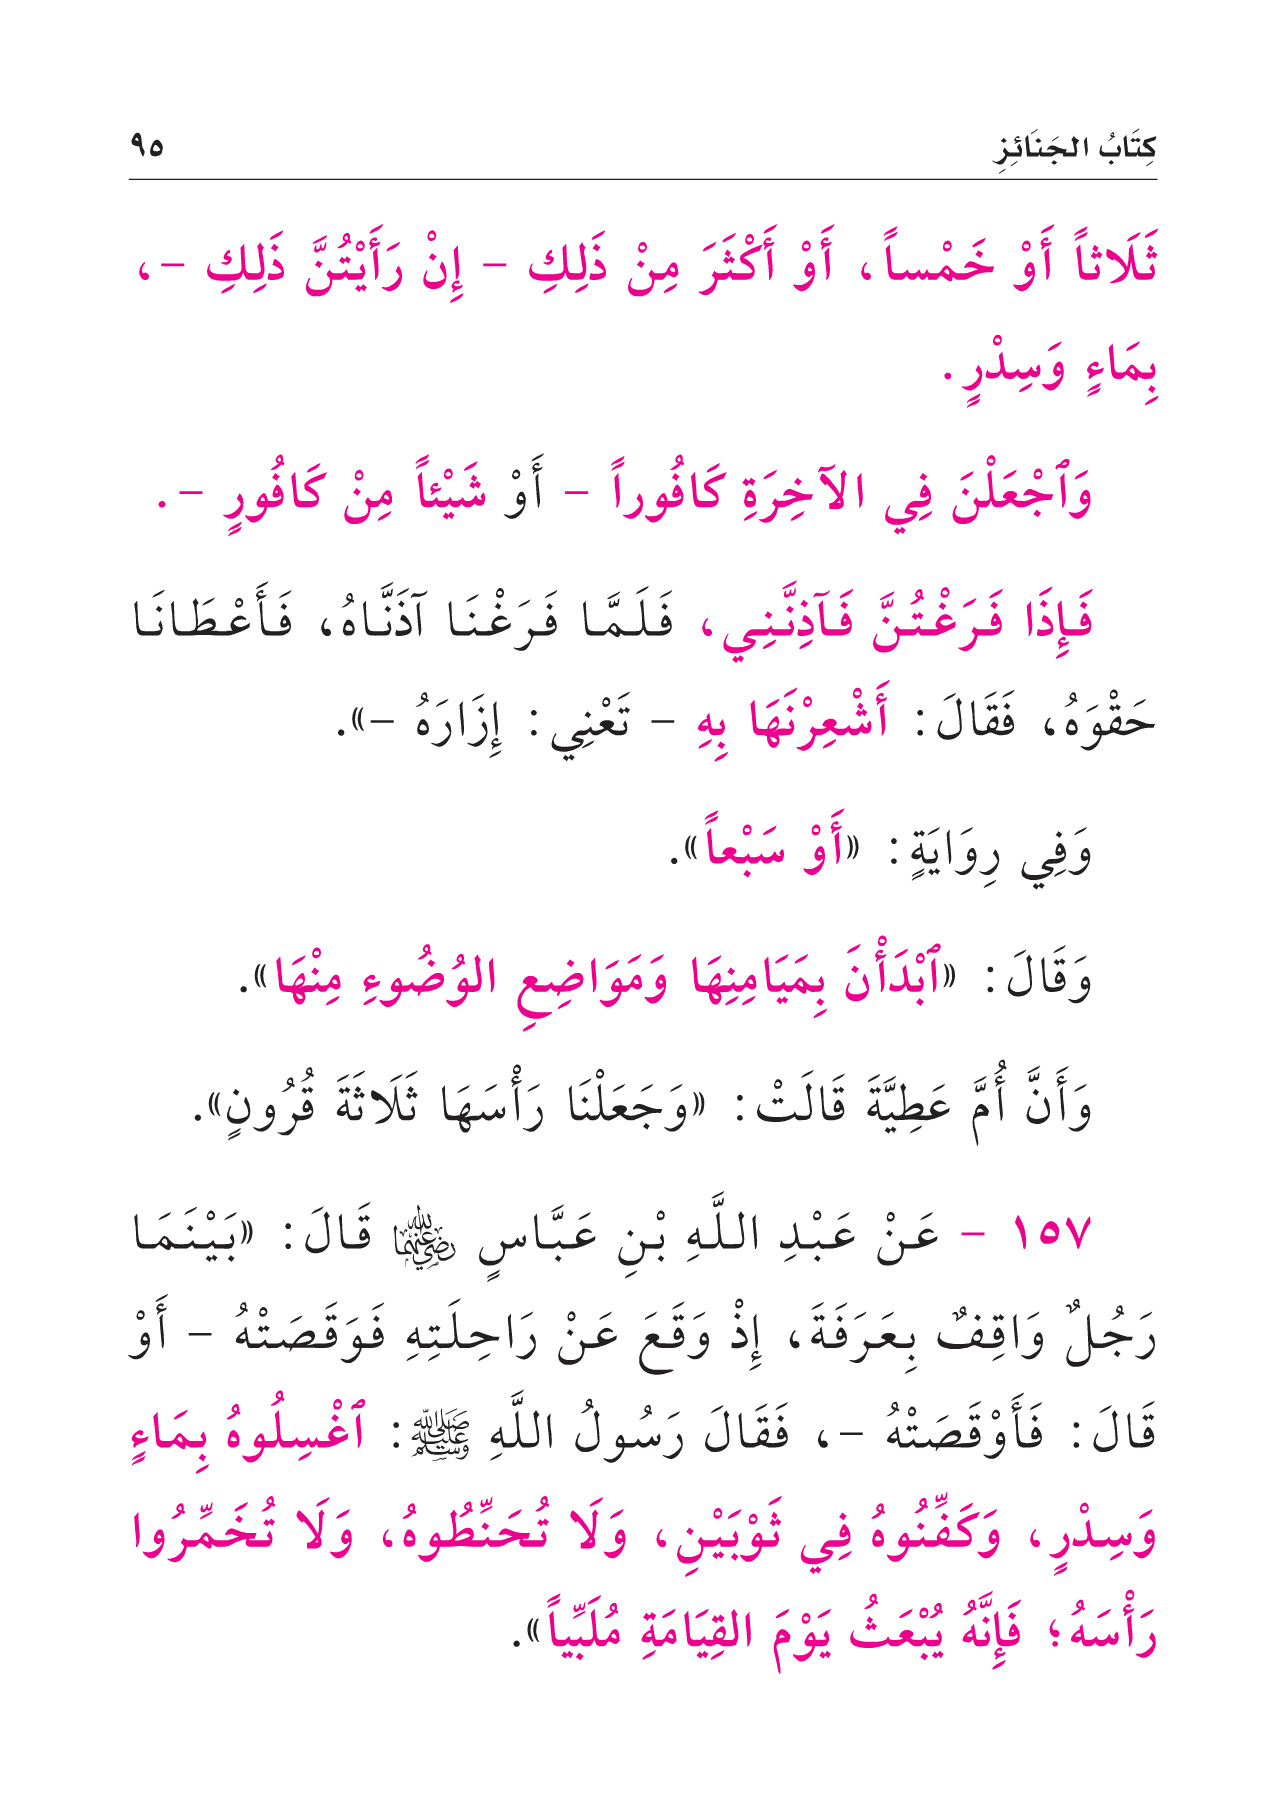 كِتَابُ الجَنَائِزِ ٩٥
ثَلَاثاً أَوْ خَمْساً، أَوْ أَكْثَرَ مِنْ ذَلِكِ - إِنْ رَأَيْتُنَّ ذَلِكِ -،
بِمَاءٍ وَسِدْرٍ.
وَٱجْعَلْنَ فِي الآخِرَةِ كَافُوراً - أَوْ شَيْئاً مِنْ كَافُورٍ -.
فَإِذَا فَرَغْتُنَّ فَآذِنَّنِي، فَلَمَّا فَرَغْنَا آذَنَّاهُ، فَأَعْطَانَا
حَقْوَهُ، فَقَالَ: أَشْعِرْنَهَا بِهِ - تَعْنِي: إِزَارَهُ -».
وَفِي رِوَايَةٍ: «أَوْ سَبْعاً».
وَقَالَ: «ٱبْدَأْنَ بِمَيَامِنِهَا وَمَوَاضِعِ الوُضُوءِ مِنْهَا».
وَأَنَّ أُمَّ عَطِيَّةَ قَالَتْ: «وَجَعَلْنَا رَأْسَهَا ثَلَاثَةَ قُرُونٍ».
١٥٧ - عَنْ عَبْدِ اللَّهِ بْنِ عَبَّاسٍ رضي الله عنهما قَالَ: «بَيْنَمَا
رَجُلٌ وَاقِفٌ بِعَرَفَةَ، إِذْ وَقَعَ عَنْ رَاحِلَتِهِ فَوَقَصَتْهُ - أَوْ
قَالَ: فَأَوْقَصَتْهُ -، فَقَالَ رَسُولُ اللَّهِ ﷺ: ٱغْسِلُوهُ بِمَاءٍ
وَسِدْرٍ، وَكَفِّنُوهُ فِي ثَوْبَيْنِ، وَلَا تُحَنِّطُوهُ، وَلَا تُخَمِّرُوا
رَأْسَهُ؛ فَإِنَّهُ يُبْعَثُ يَوْمَ القِيَامَةِ مُلَبِّياً».